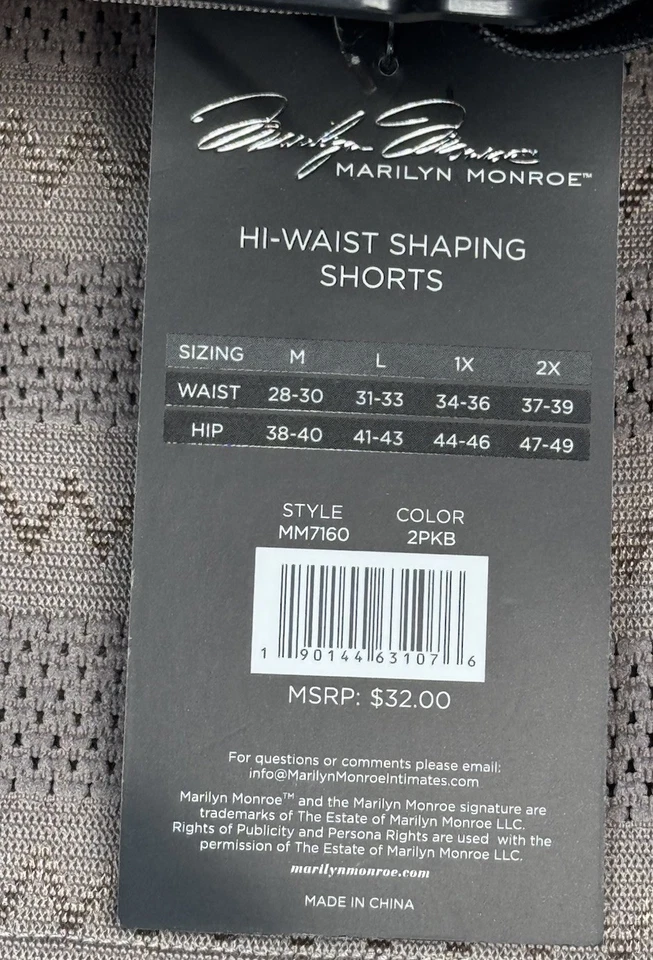 Marilyn Monroe™
MARILYN MONROE™
HI-WAIST SHAPING
SHORTS
SIZING M L 1X 2X
WAIST 28-30 31-33 34-36 37-39
HIP 38-40 41-43 44-46 47-49
STYLE COLOR
MM7160 2PKB
1 90144 63107 6
MSRP: $32.00
For questions or comments please email:
info@MarilynMonroeIntimates.com
Marilyn Monroe™ and the Marilyn Monroe signature are
trademarks of The Estate of Marilyn Monroe LLC.
Rights of Publicity and Persona Rights are used with the
permission of The Estate of Marilyn Monroe LLC.
marilynmonroe.com
MADE IN CHINA